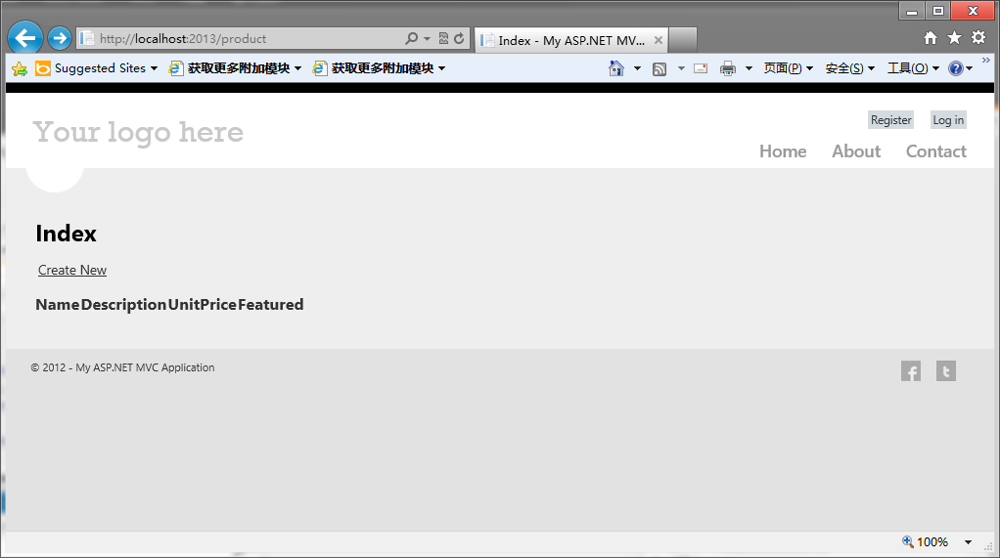 http://localhost:2013/product
Index - My ASP.NET MV...
Suggested Sites
获取更多附加模块
获取更多附加模块
页面(P)
安全(S)
工具(O)
Register
Log in
Your logo here
Home
About
Contact
Index
Create New
Name Description UnitPrice Featured
© 2012 - My ASP.NET MVC Application
100%